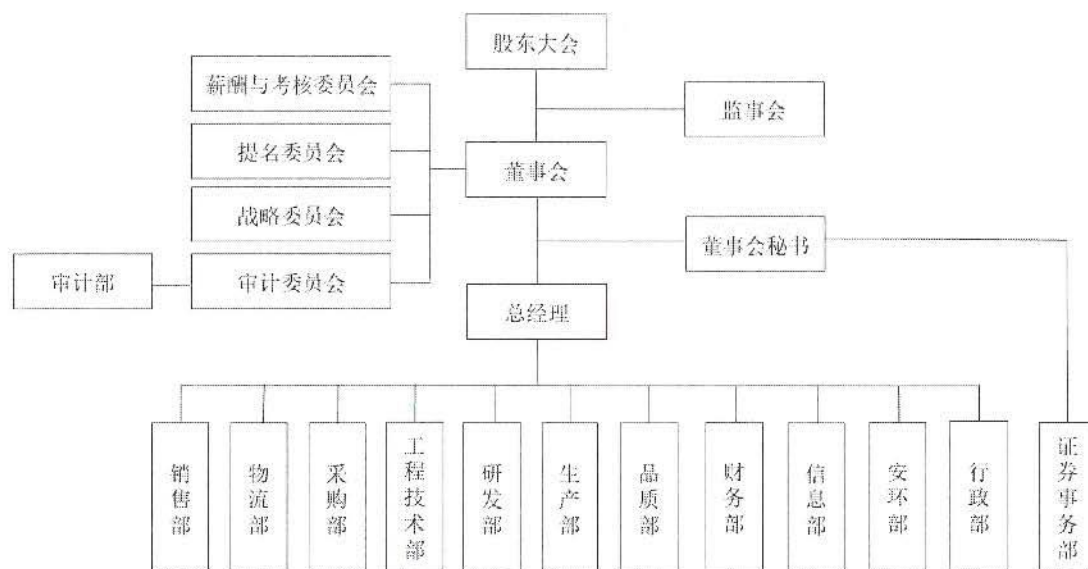 股东大会
薪酬与考核委员会
监事会
提名委员会
董事会
战略委员会
董事会秘书
审计部
审计委员会
总经理
销售部
物流部
采购部
工程技术部
研发部
生产部
品质部
财务部
信息部
安环部
行政部
证券事务部